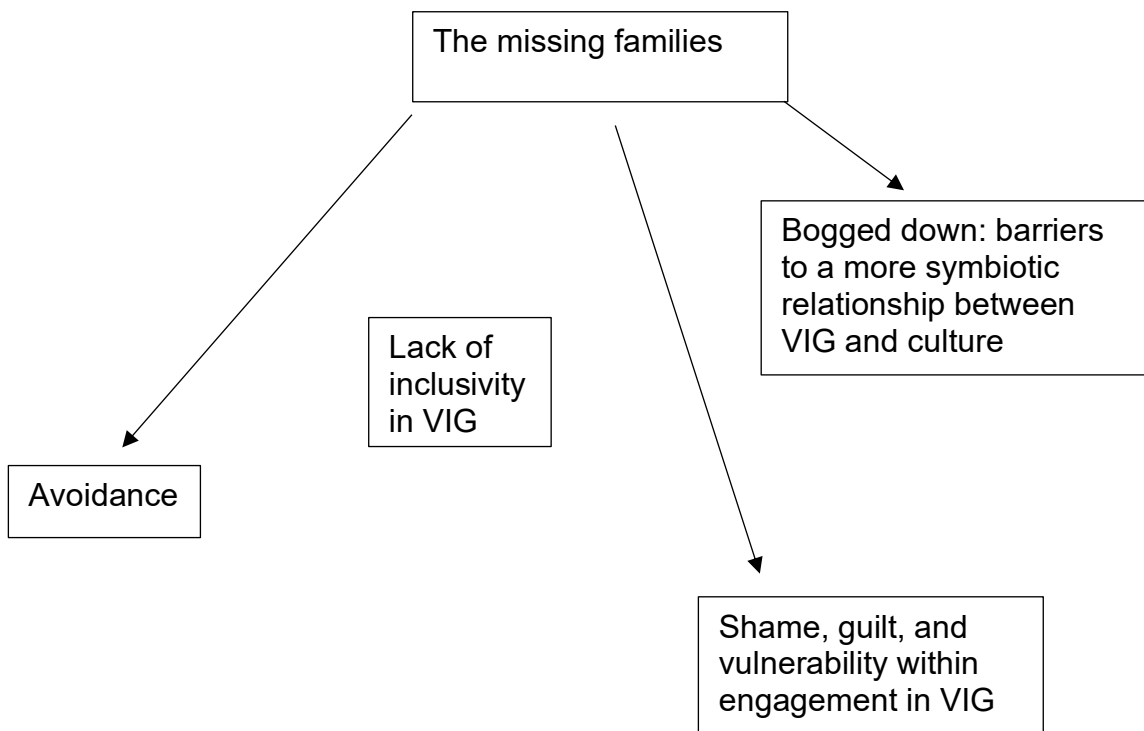 The missing families
Bogged down: barriers
to a more symbiotic
relationship between
VIG and culture
Lack of
inclusivity
in VIG
Avoidance
Shame, guilt, and
vulnerability within
engagement in VIG